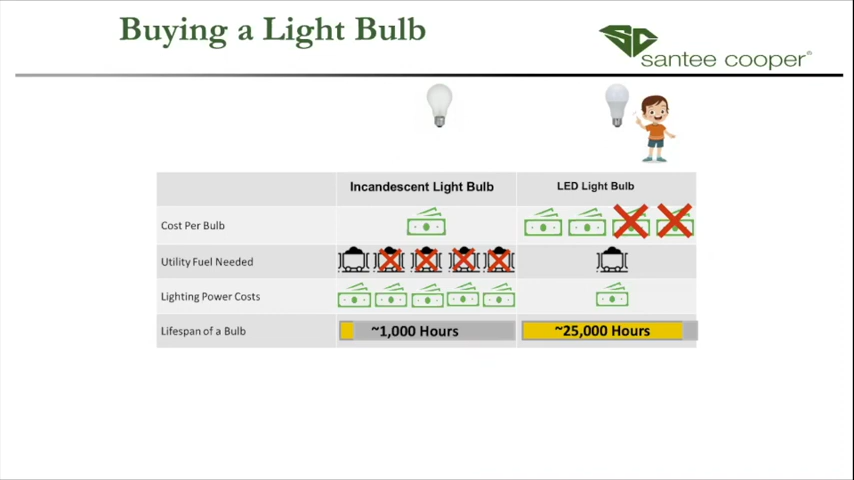 Buying a Light Bulb
SC
santee cooper®
Incandescent Light Bulb
LED Light Bulb
Cost Per Bulb
Utility Fuel Needed
Lighting Power Costs
Lifespan of a Bulb
~1,000 Hours
~25,000 Hours